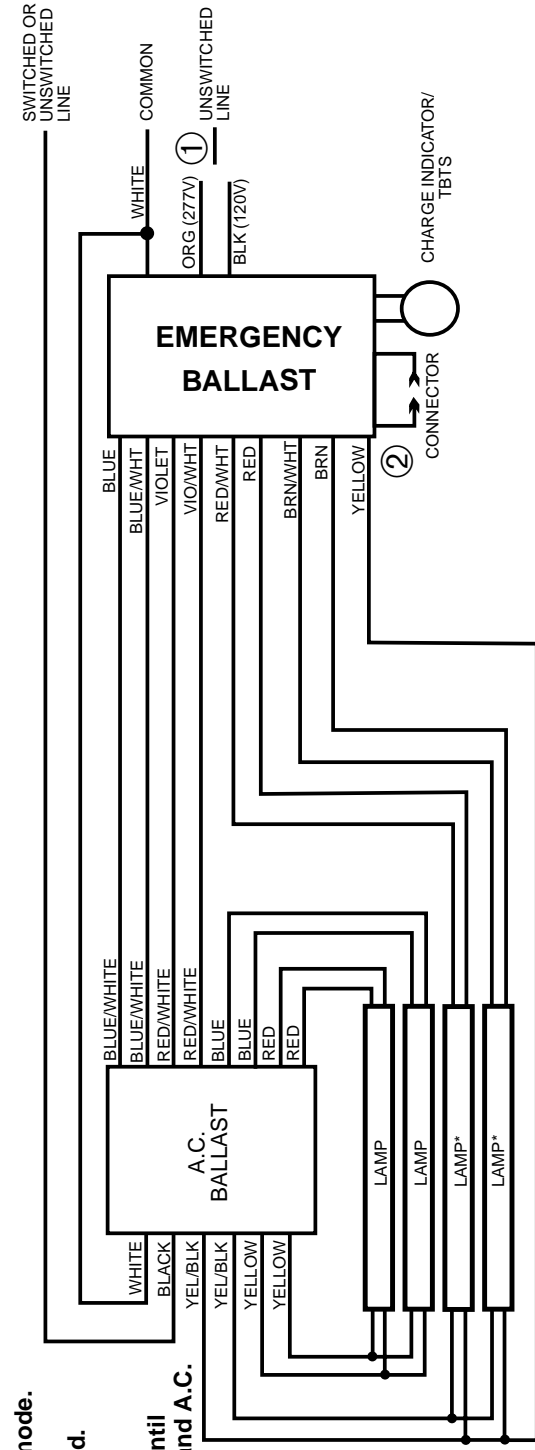 SWITCHED OR
UNSWITCHED
LINE
COMMON
WHITE
ORG (277V)
1
UNSWITCHED
LINE
BLK (120V)
EMERGENCY
BALLAST
CHARGE INDICATOR/
TBTS
CONNECTOR
2
BLUE
BLUE/WHT
VIOLET
VIO/WHT
RED/WHT
RED
BRN/WHT
BRN
YELLOW
BLUE/WHITE
BLUE/WHITE
RED/WHITE
RED/WHITE
BLUE
BLUE
RED
RED
A.C.
BALLAST
WHITE
BLACK
YEL/BLK
YEL/BLK
YELLOW
YELLOW
LAMP
LAMP
LAMP*
LAMP*
A.C.